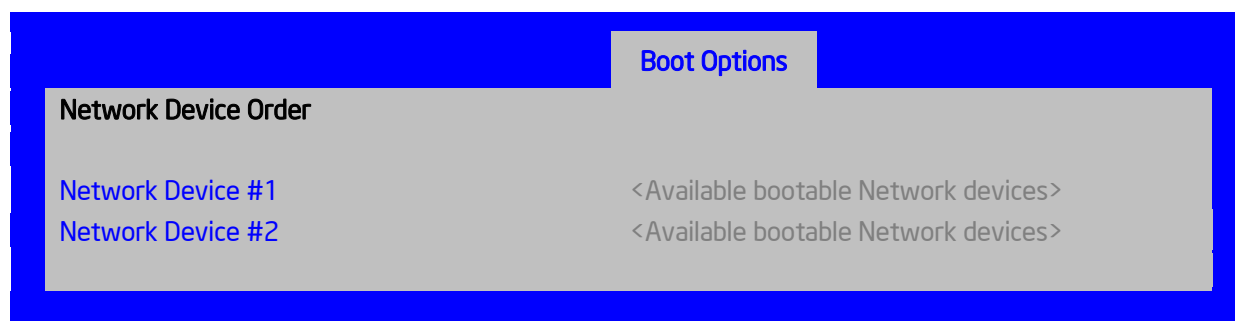 Boot Options
Network Device Order
Network Device #1 <Available bootable Network devices>
Network Device #2 <Available bootable Network devices>